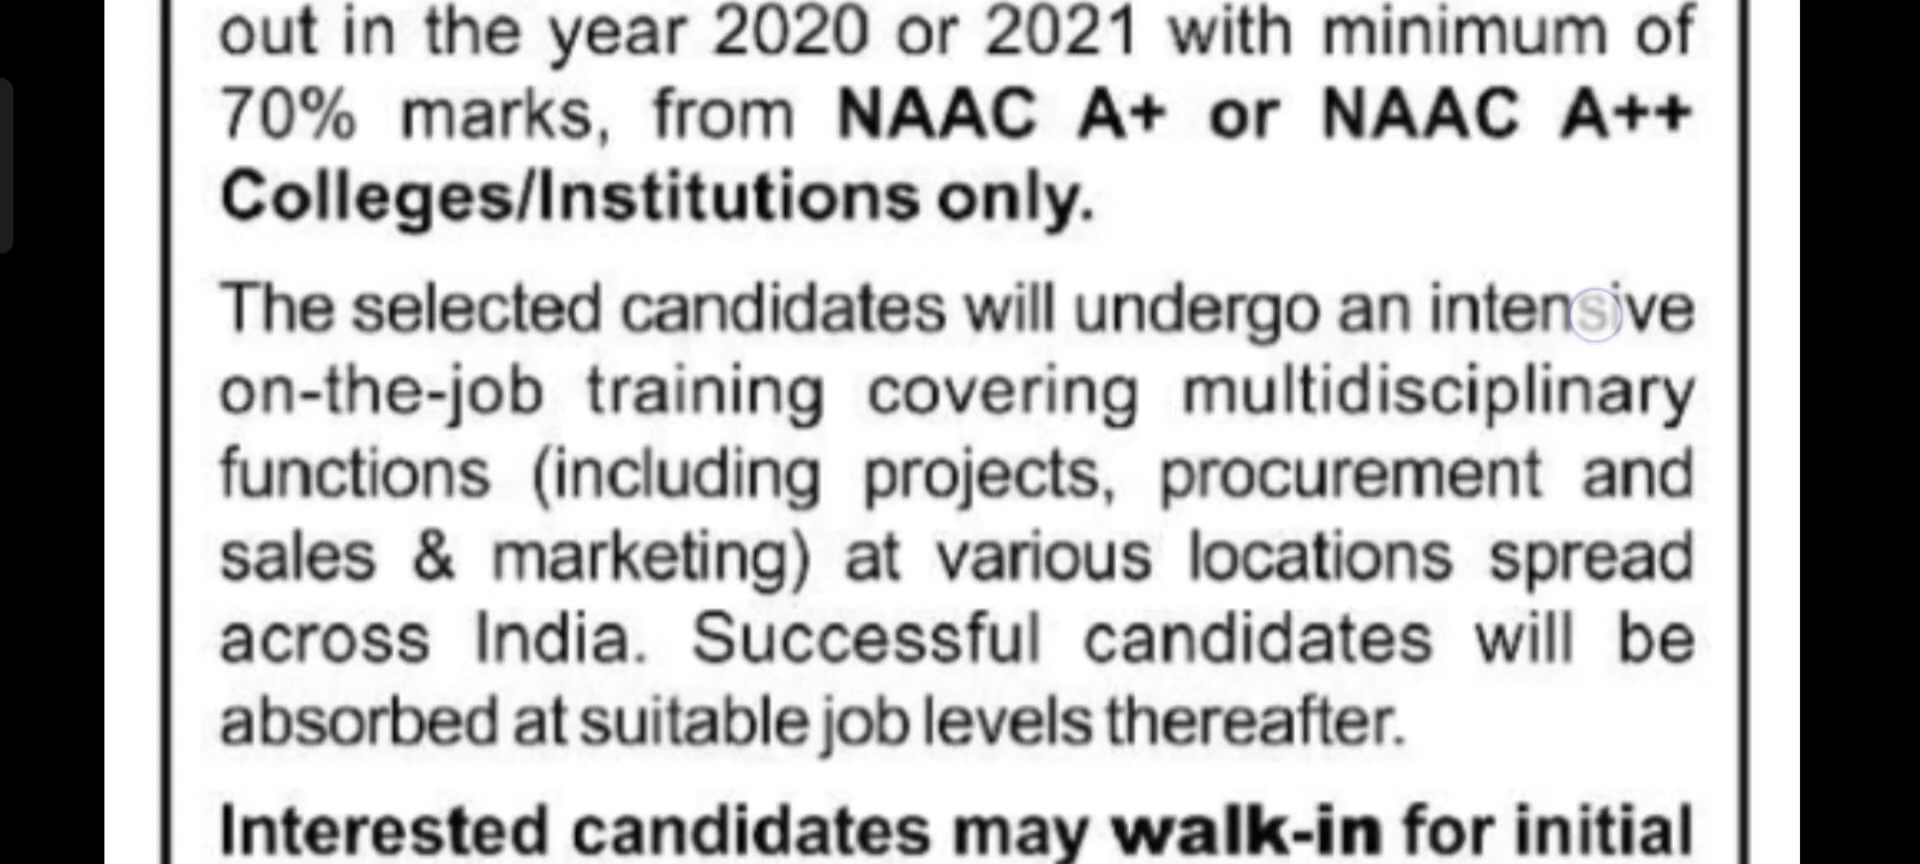 out in the year 2020 or 2021 with minimum of
70% marks, from NAAC A+ or NAAC A++
Colleges/Institutions only.
The selected candidates will undergo an intensive
on-the-job training covering multidisciplinary
functions (including projects, procurement and
sales & marketing) at various locations spread
across India. Successful candidates will be
absorbed at suitable job levels thereafter.
Interested candidates may walk-in for initial